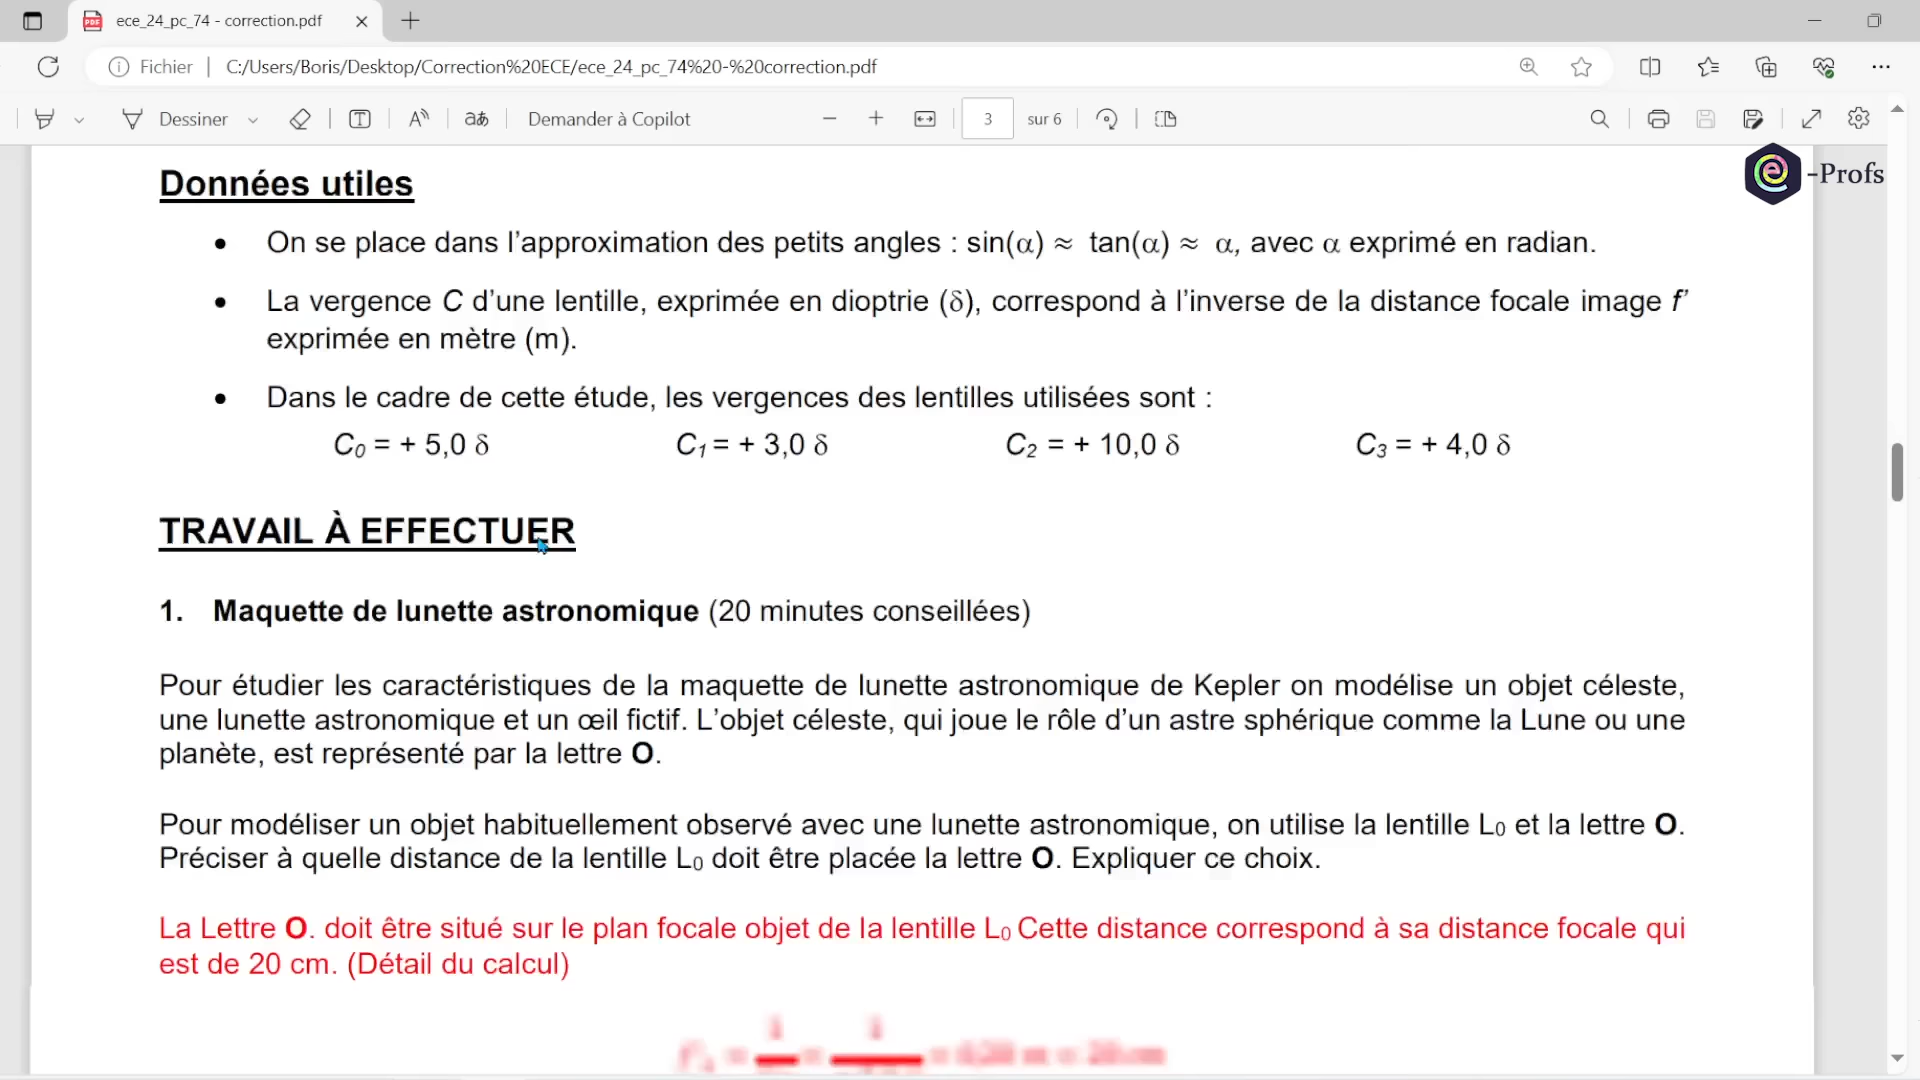 ece_24_pc_74 - correction.pdf
Fichier | C:/Users/Boris/Desktop/Correction%20ECE/ece_24_pc_74%20-%20correction.pdf
Dessiner
Demander à Copilot
3 sur 6
e -Profs
Données utiles
• On se place dans l’approximation des petits angles : sin(α) ≈ tan(α) ≈ α, avec α exprimé en radian.
• La vergence C d’une lentille, exprimée en dioptrie (δ), correspond à l’inverse de la distance focale image f’
exprimée en mètre (m).
• Dans le cadre de cette étude, les vergences des lentilles utilisées sont :
C0 = + 5,0 δ C1 = + 3,0 δ C2 = + 10,0 δ C3 = + 4,0 δ
TRAVAIL À EFFECTUER
1. Maquette de lunette astronomique (20 minutes conseillées)
Pour étudier les caractéristiques de la maquette de lunette astronomique de Kepler on modélise un objet céleste,
une lunette astronomique et un œil fictif. L’objet céleste, qui joue le rôle d’un astre sphérique comme la Lune ou une
planète, est représenté par la lettre O.
Pour modéliser un objet habituellement observé avec une lunette astronomique, on utilise la lentille L0 et la lettre O.
Préciser à quelle distance de la lentille L0 doit être placée la lettre O. Expliquer ce choix.
La Lettre O. doit être situé sur le plan focale objet de la lentille L0 Cette distance correspond à sa distance focale qui
est de 20 cm. (Détail du calcul)